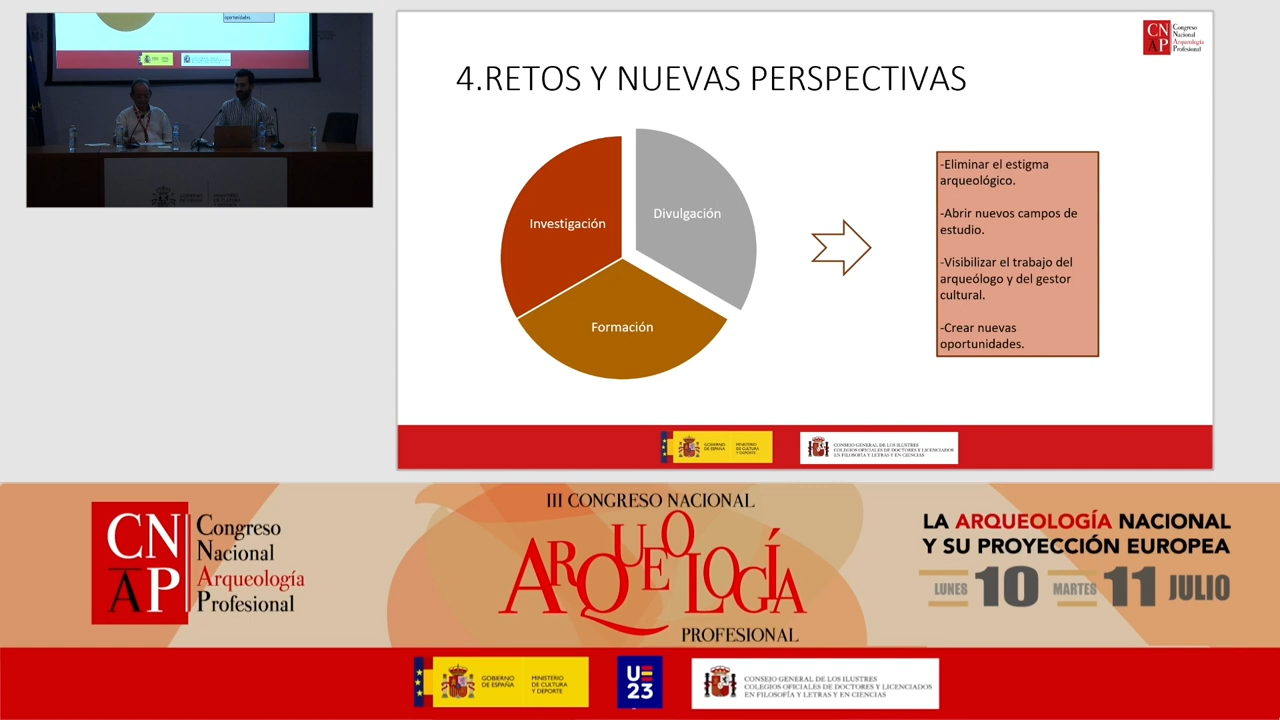 oportunidades.
CN
AP
Congreso
Nacional
Arqueología
Profesional
4.RETOS Y NUEVAS PERSPECTIVAS
Investigación
Divulgación
Formación
-Eliminar el estigma
arqueológico.
-Abrir nuevos campos de
estudio.
-Visibilizar el trabajo del
arqueólogo y del gestor
cultural.
-Crear nuevas
oportunidades.
GOBIERNO
DE ESPAÑA
MINISTERIO
DE CULTURA
Y DEPORTE
CONSEJO GENERAL DE LOS ILUSTRES
COLEGIOS OFICIALES DE DOCTORES Y LICENCIADOS
EN FILOSOFÍA Y LETRAS Y EN CIENCIAS
CN
AP
Congreso
Nacional
Arqueología
Profesional
III CONGRESO NACIONAL
ARQUEOLOGÍA
PROFESIONAL
LA ARQUEOLOGÍA NACIONAL
Y SU PROYECCIÓN EUROPEA
LUNES 10 MARTES 11 JULIO
GOBIERNO
DE ESPAÑA
MINISTERIO
DE CULTURA
Y DEPORTE
UE
23
CONSEJO GENERAL DE LOS ILUSTRES
COLEGIOS OFICIALES DE DOCTORES Y LICENCIADOS
EN FILOSOFÍA Y LETRAS Y EN CIENCIAS